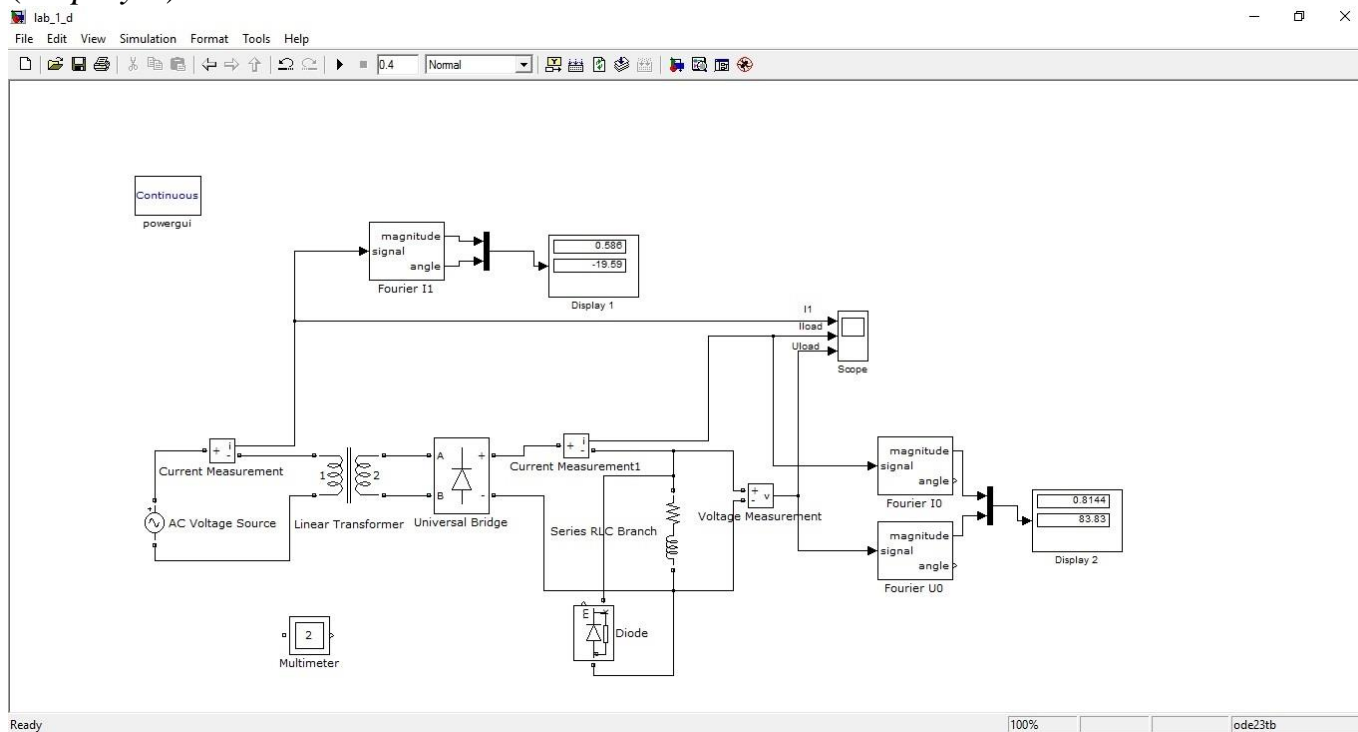 lab_1_d
File Edit View Simulation Format Tools Help
0.4 Normal
Continuous
powergui
magnitude
signal
angle
Fourier I1
0.586
-19.59
Display 1
I1
Iload
Uload
Scope
+ i
-
Current Measurement
1 2
Linear Transformer
A +
B -
Universal Bridge
+ i
-
Current Measurement1
AC Voltage Source
+
Series RLC Branch
+
- v
Voltage Measurement
magnitude
signal
angle
Fourier I0
magnitude
signal
angle
Fourier U0
0.8144
83.83
Display 2
2
Multimeter
Diode
Ready 100% ode23tb